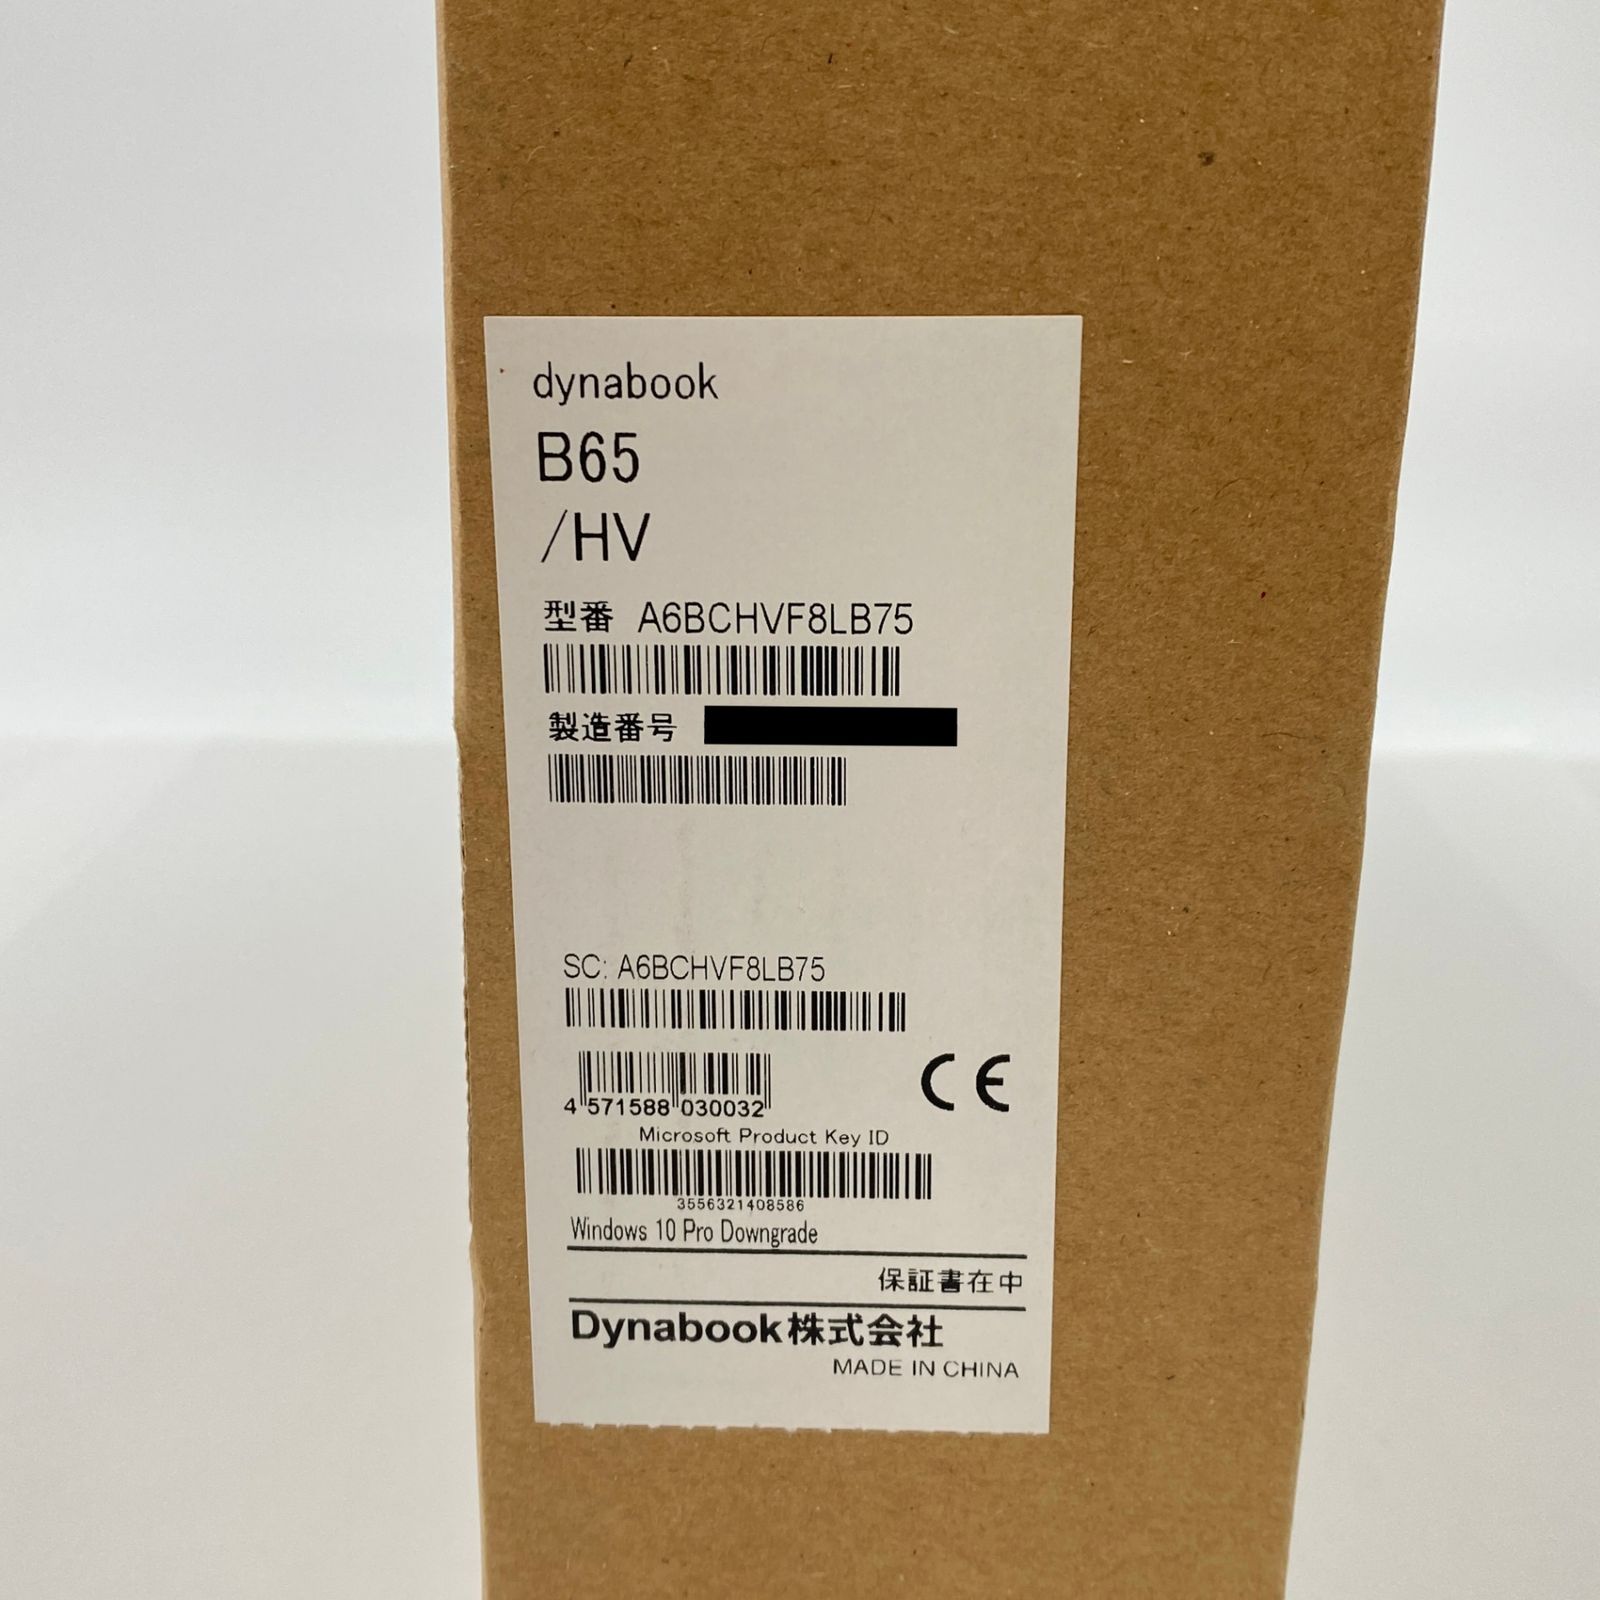 dynabook
B65
/HV
型番 A6BCHVF8LB75
製造番号
SC: A6BCHVF8LB75
CE
4 571588 030032
Microsoft Product Key ID
3556321408586
Windows 10 Pro Downgrade
保証書在中
Dynabook株式会社
MADE IN CHINA